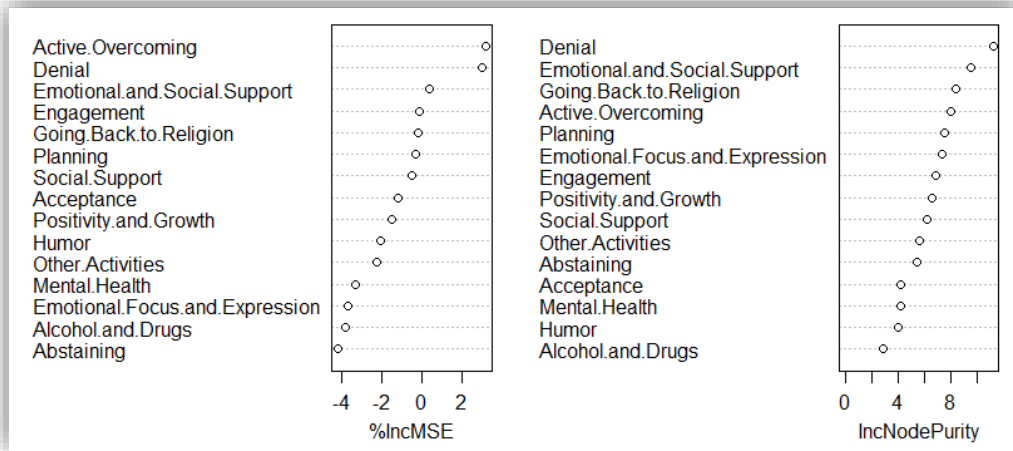 Active.Overcoming
Denial
Emotional.and.Social.Support
Engagement
Going.Back.to.Religion
Planning
Social.Support
Acceptance
Positivity.and.Growth
Humor
Other.Activities
Mental.Health
Emotional.Focus.and.Expression
Alcohol.and.Drugs
Abstaining
-4 -2 0 2
%IncMSE
Denial
Emotional.and.Social.Support
Going.Back.to.Religion
Active.Overcoming
Planning
Emotional.Focus.and.Expression
Engagement
Positivity.and.Growth
Social.Support
Other.Activities
Abstaining
Acceptance
Mental.Health
Humor
Alcohol.and.Drugs
0 4 8
IncNodePurity